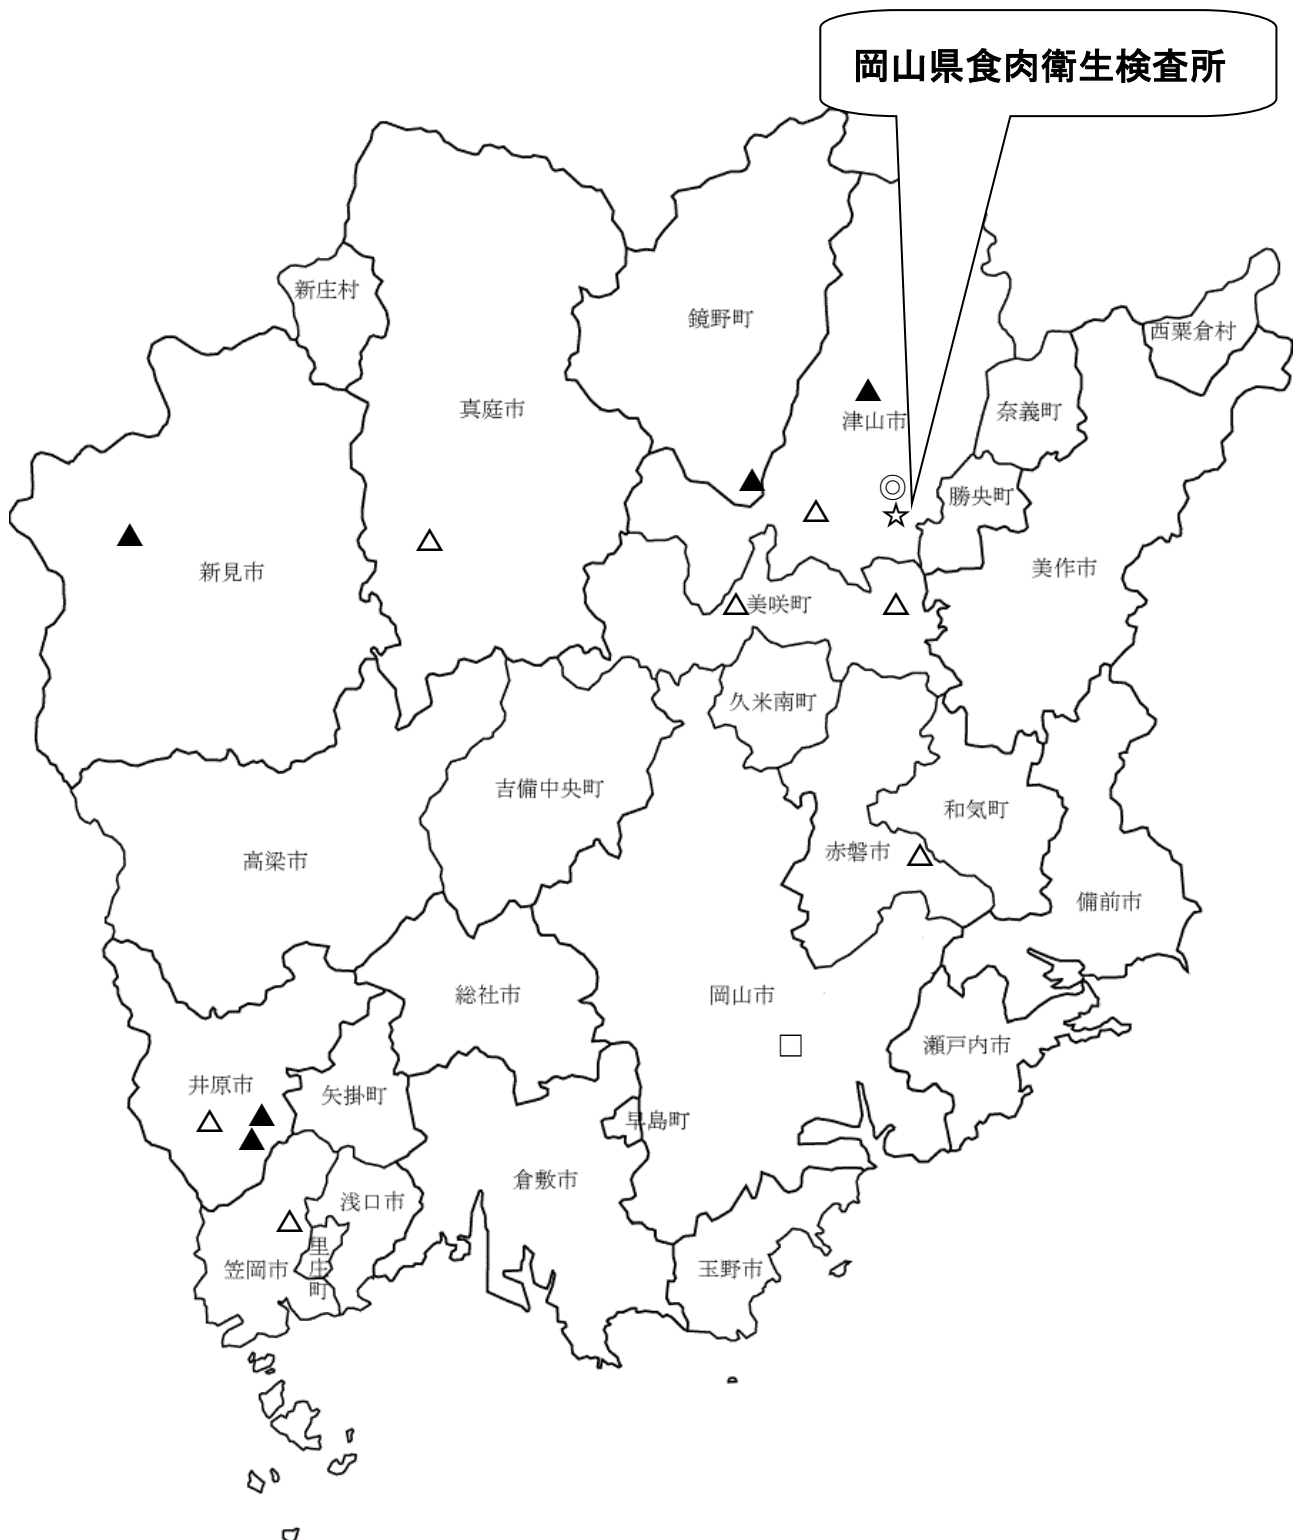 岡山県食肉衛生検査所
新庄村
鏡野町
西粟倉村
真庭市
津山市
奈義町
勝央町
新見市
美作市
美咲町
久米南町
吉備中央町
和気町
高梁市
赤磐市
備前市
総社市
岡山市
瀬戸内市
井原市
矢掛町
早島町
倉敷市
浅口市
笠岡市
里庄町
玉野市